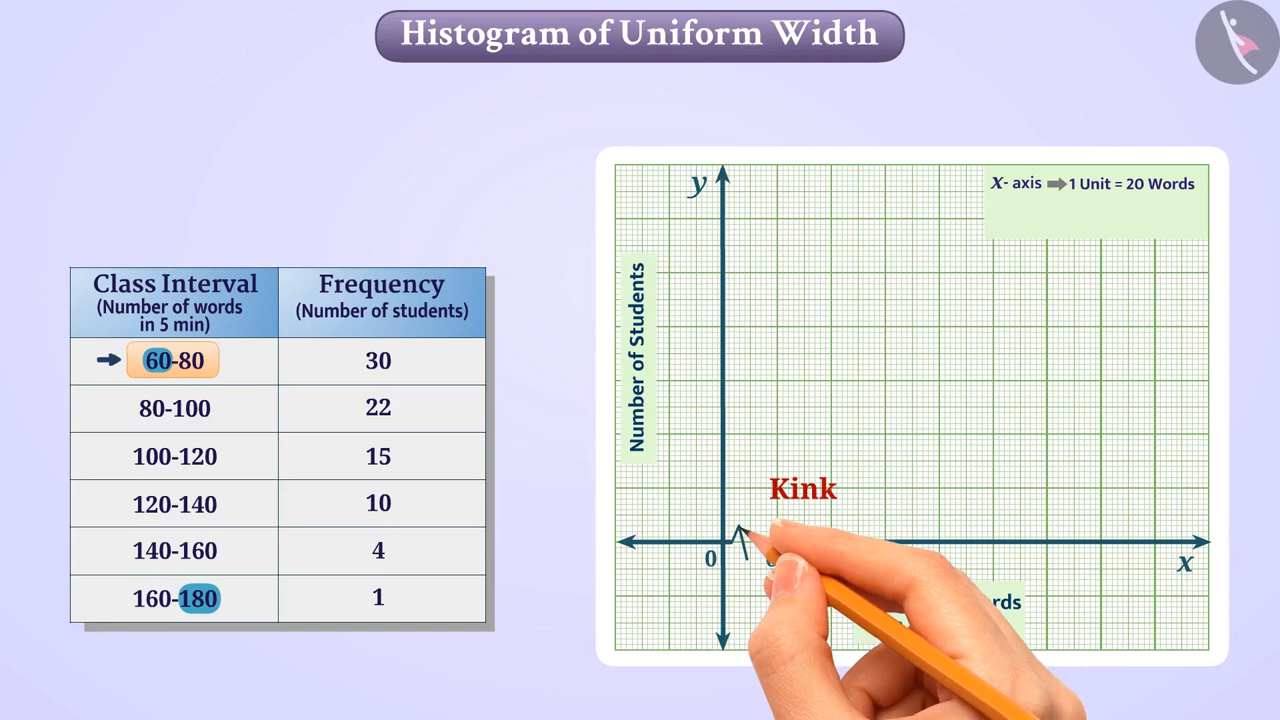 Histogram of Uniform Width
Class Interval
(Number of words
in 5 min)
Frequency
(Number of students)
60-80
30
80-100
22
100-120
15
120-140
10
140-160
4
160-180
1
y
x- axis 1 Unit = 20 Words
Number of Students
Kink
0
x